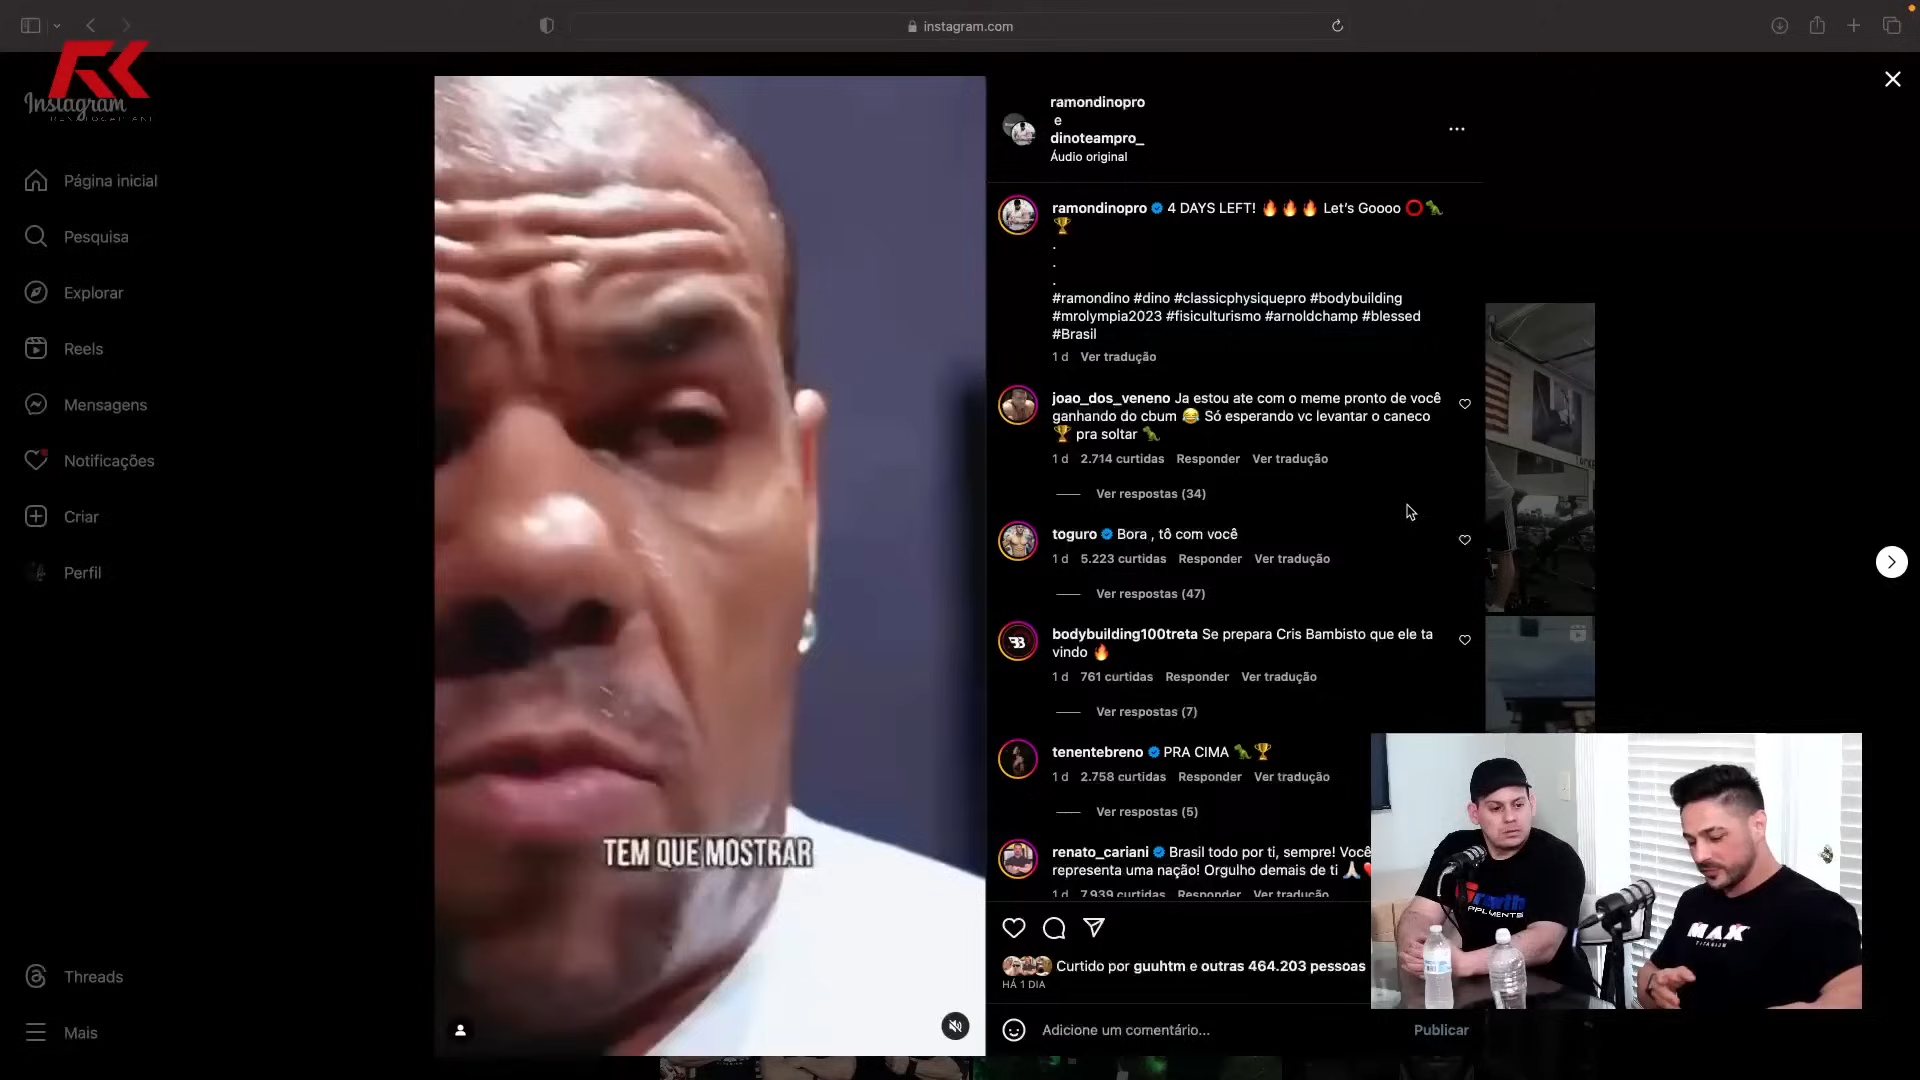 instagram.com
Instagram
Página inicial
Pesquisa
Explorar
Reels
Mensagens
Notificações
Criar
Perfil
Threads
Mais
TEM QUE MOSTRAR
ramondinopro
e
dinoteampro_
Áudio original
ramondinopro 4 DAYS LEFT! 🔥🔥🔥 Let's Goooo ⭕🦖
🏆
.
.
.
#ramondino #dino #classicphysiquepro #bodybuilding
#mrolympia2023 #fisiculturismo #arnoldchamp #blessed
#Brasil
1 d Ver tradução
joao_dos_veneno Ja estou ate com o meme pronto de você
ganhando do cbum 😂 Só esperando vc levantar o caneco
🏆 pra soltar 🦖
1 d 2.714 curtidas Responder Ver tradução
Ver respostas (34)
toguro Bora , tô com você
1 d 5.223 curtidas Responder Ver tradução
Ver respostas (47)
bodybuilding100treta Se prepara Cris Bambisto que ele ta
vindo 🔥
1 d 761 curtidas Responder Ver tradução
Ver respostas (7)
tenentebreno PRA CIMA 🦖🏆
1 d 2.758 curtidas Responder Ver tradução
Ver respostas (5)
renato_cariani Brasil todo por ti, sempre! Você
representa uma nação! Orgulho demais de ti 🙏🏻❤
1 d 7.939 curtidas Responder Ver tradução
Curtido por guuhtm e outras 464.203 pessoas
HÁ 1 DIA
Adicione um comentário...
Publicar
MAX
TITANIUM